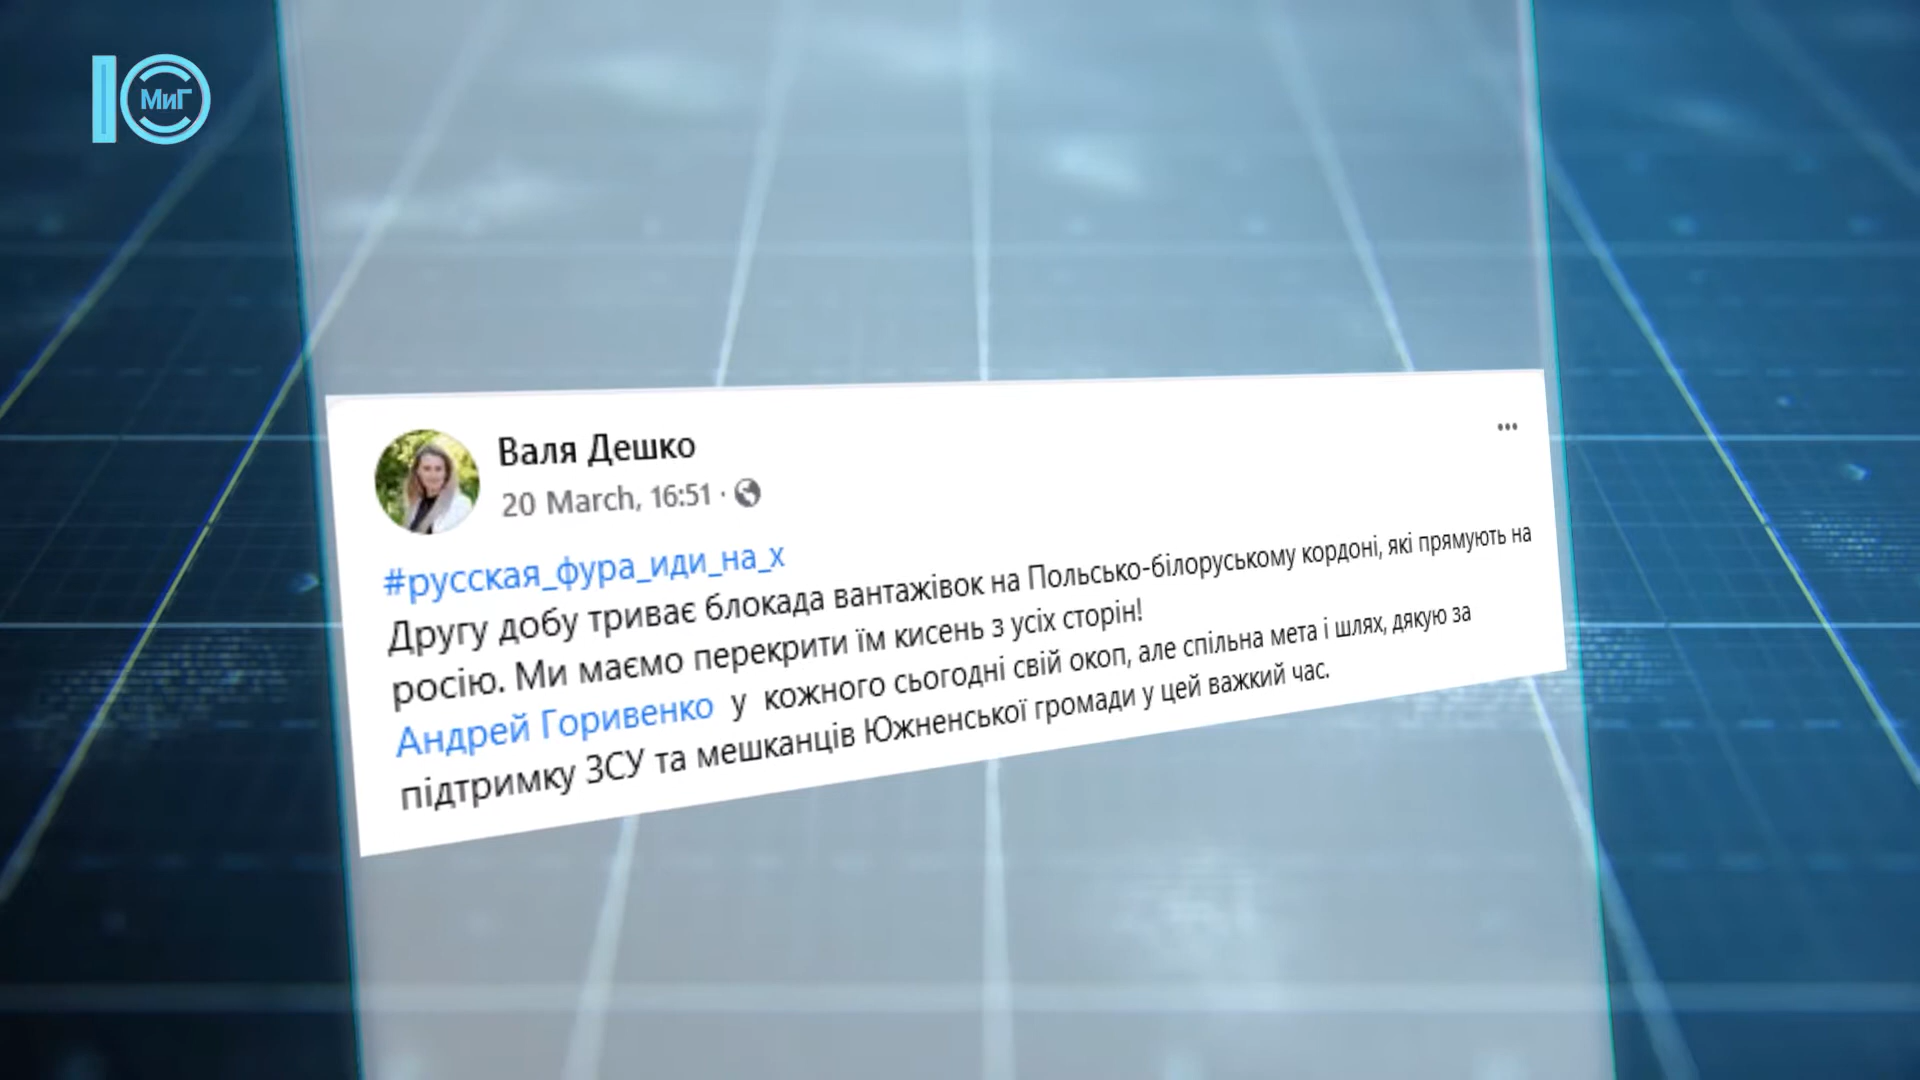 МиГ
Валя Дешко
20 March, 16:51 ·
#русская_фура_иди_на_х
Другу добу триває блокада вантажівок на Польсько-білоруському кордоні, які прямують на
росію. Ми маємо перекрити їм кисень з усіх сторін!
Андрей Горивенко у кожного сьогодні свій окоп, але спільна мета і шлях, дякую за
підтримку ЗСУ та мешканців Южненської громади у цей важкий час.